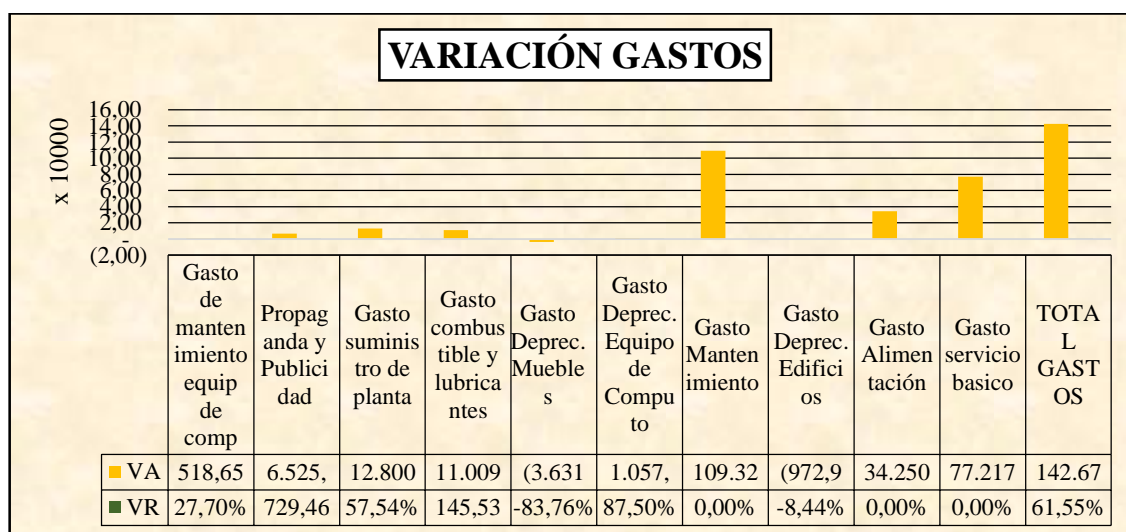 VARIACIÓN GASTOS
x 10000
16,00
14,00
12,00
10,00
8,00
6,00
4,00
2,00
-
(2,00)
Gasto
de
manten
imiento
equip
de
comp
Propag
anda y
Publici
dad
Gasto
suminis
tro de
planta
Gasto
combus
tible y
lubrica
ntes
Gasto
Deprec.
Mueble
s
Gasto
Deprec.
Equipo
de
Compu
to
Gasto
Manten
imiento
Gasto
Deprec.
Edifici
os
Gasto
Alimen
tación
Gasto
servicio
basico
TOTA
L
GAST
OS
VA 518,65 6.525, 12.800 11.009 (3.631 1.057, 109.32 (972,9 34.250 77.217 142.67
VR 27,70% 729,46 57,54% 145,53 -83,76% 87,50% 0,00% -8,44% 0,00% 0,00% 61,55%